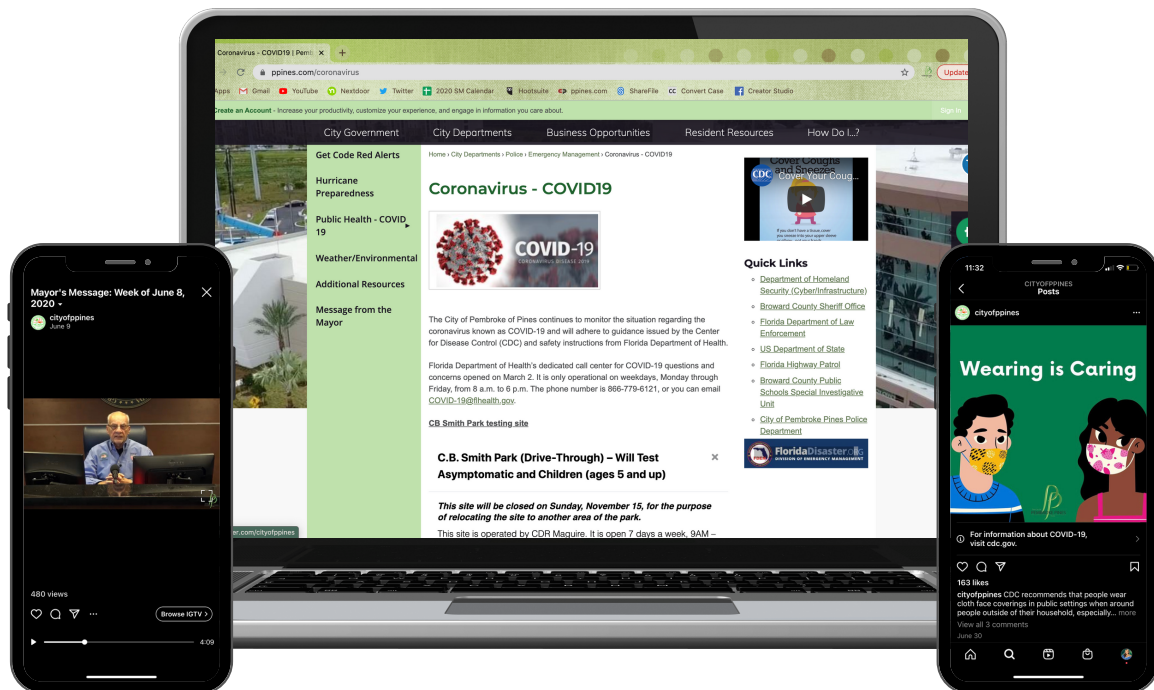 Coronavirus - COVID19 | Pemb
ppines.com/coronavirus
Update
Apps Gmail YouTube Nextdoor Twitter 2020 SM Calendar Hootsuite ppines.com ShareFile CC Convert Case Creator Studio
Create an Account - Increase your productivity, customize your experience, and engage in information you care about.
Sign In
City Government City Departments Business Opportunities Resident Resources How Do I...?
Get Code Red Alerts
Hurricane
Preparedness
Public Health - COVID
19
Weather/Environmental
Additional Resources
Message from the
Mayor
Home › City Departments › Police › Emergency Management › Coronavirus - COVID19
Coronavirus - COVID19
COVID-19
CORONAVIRUS DISEASE 2019
The City of Pembroke of Pines continues to monitor the situation regarding the
coronavirus known as COVID-19 and will adhere to guidance issued by the Center
for Disease Control (CDC) and safety instructions from Florida Department of Health.
Florida Department of Health's dedicated call center for COVID-19 questions and
concerns opened on March 2. It is only operational on weekdays, Monday through
Friday, from 8 a.m. to 6 p.m. The phone number is 866-779-6121, or you can email
COVID-19@flhealth.gov.
CB Smith Park testing site
C.B. Smith Park (Drive-Through) – Will Test
Asymptomatic and Children (ages 5 and up)
This site will be closed on Sunday, November 15, for the purpose
of relocating the site to another area of the park.
This site is operated by CDR Maguire. It is open 7 days a week, 9AM –
Cover Coughs
and Sneezes
CDC
Cover Your Coug...
Quick Links
Department of Homeland
Security (Cyber/Infrastructure)
Broward County Sheriff Office
Florida Department of Law
Enforcement
US Department of State
Florida Highway Patrol
Broward County Public
Schools Special Investigative
Unit
City of Pembroke Pines Police
Department
FloridaDisaster.ORG
DIVISION OF EMERGENCY MANAGEMENT
er.com/cityofppines
Mayor's Message: Week of June 8,
2020
cityofppines
June 9
480 views
Browse IGTV >
4:09
11:32
CITYOFPPINES
Posts
cityofppines
Wearing is Caring
For information about COVID-19,
visit cdc.gov.
163 likes
cityofppines CDC recommends that people wear
cloth face coverings in public settings when around
people outside of their household, especially... more
View all 3 comments
June 30